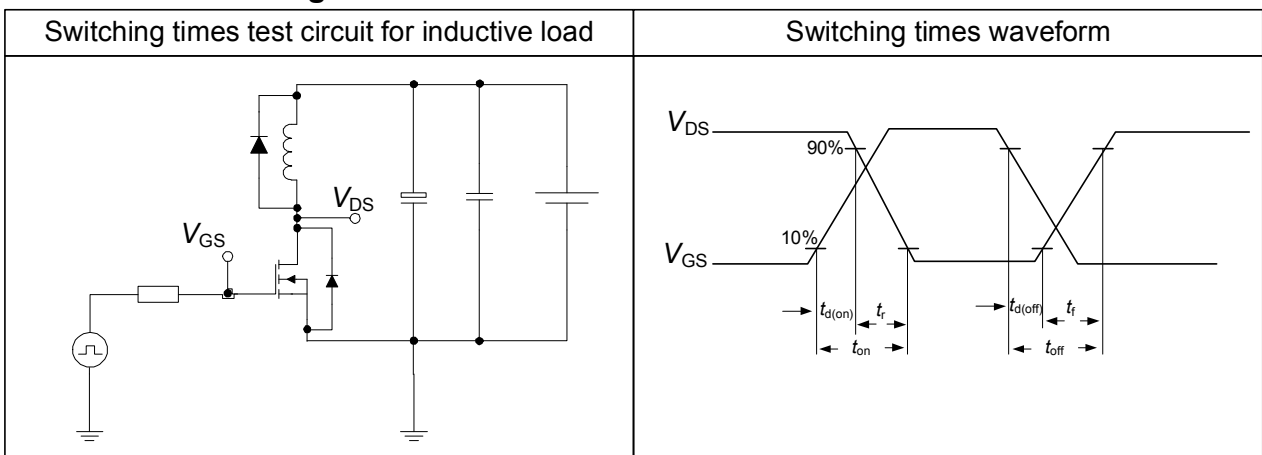 Switching times test circuit for inductive load
Switching times waveform
V_DS
V_GS
V_DS
90%
10%
V_GS
t_d(on)
t_r
t_d(off)
t_f
t_on
t_off